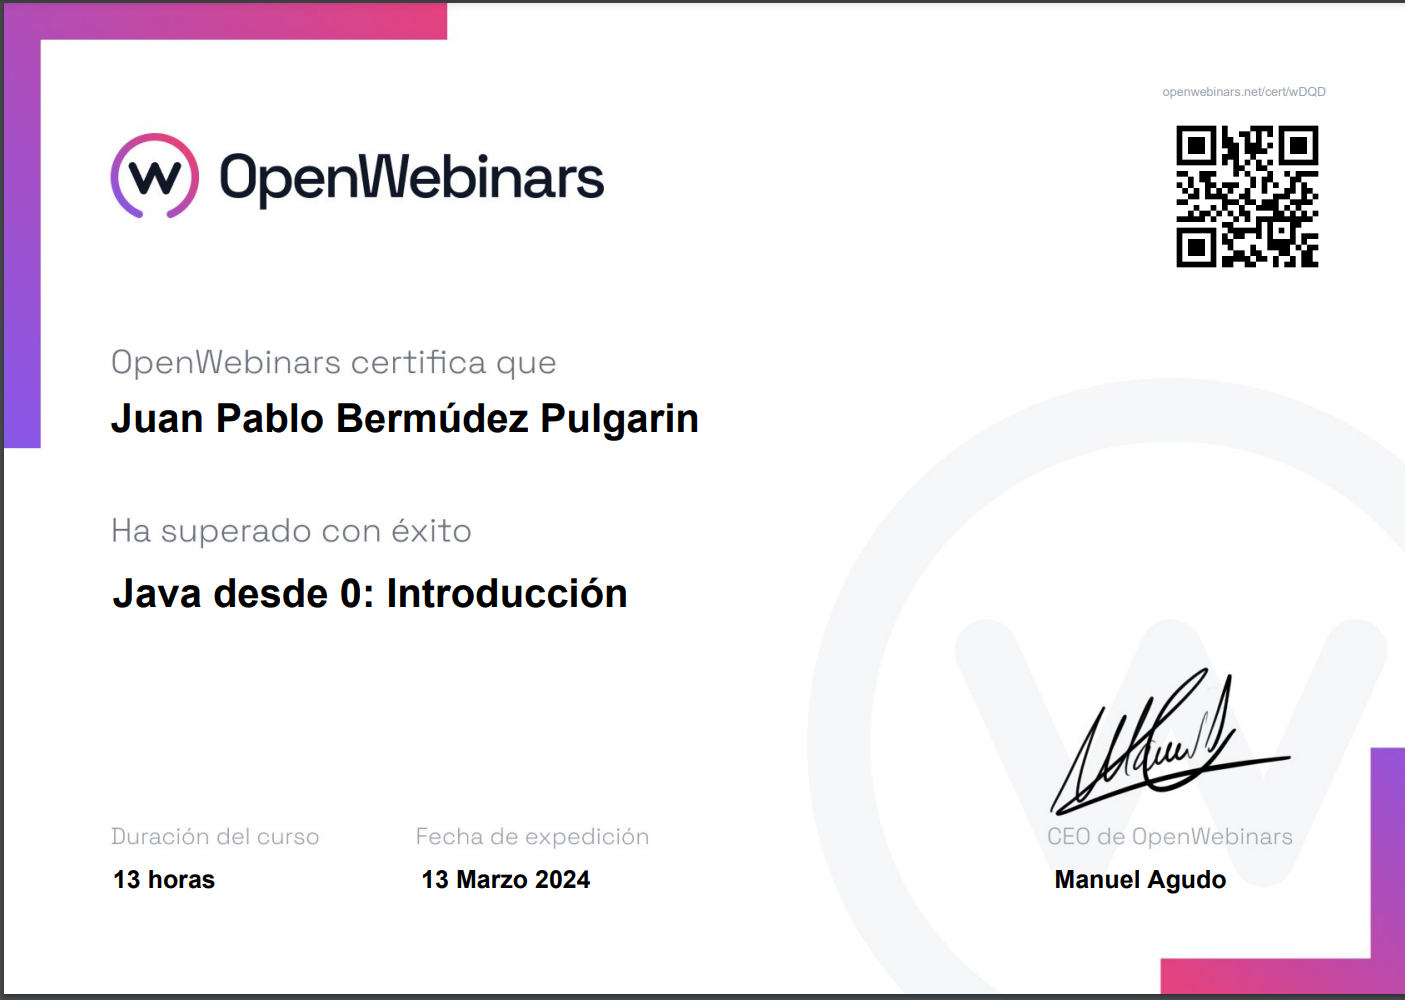 openwebinars.net/cert/wDQD
OpenWebinars
OpenWebinars certifica que
Juan Pablo Bermúdez Pulgarin
Ha superado con éxito
Java desde 0: Introducción
Duración del curso
13 horas
Fecha de expedición
13 Marzo 2024
CEO de OpenWebinars
Manuel Agudo